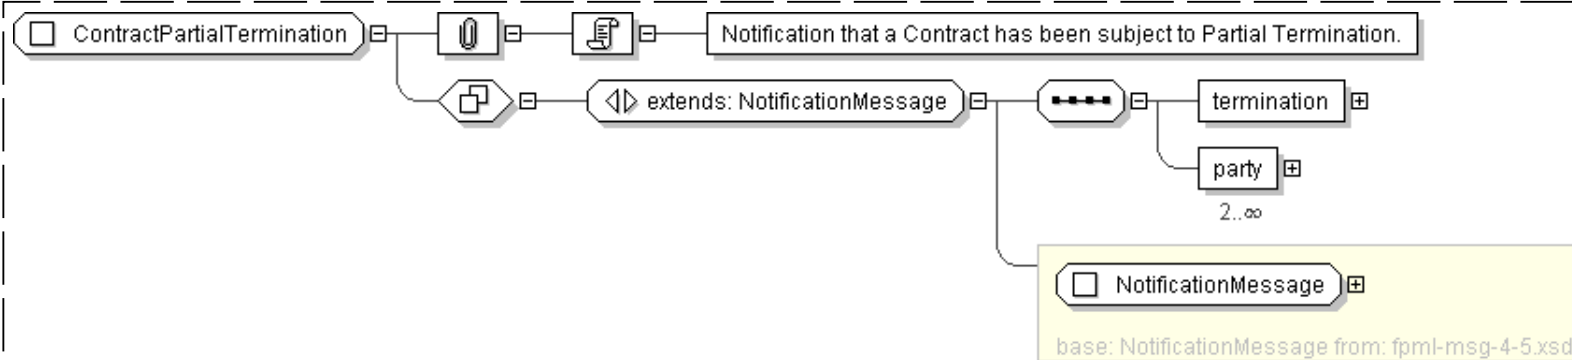 ContractPartialTermination
Notification that a Contract has been subject to Partial Termination.
extends: NotificationMessage
termination
party
2..∞
NotificationMessage
base: NotificationMessage from: fpml-msg-4-5.xsd